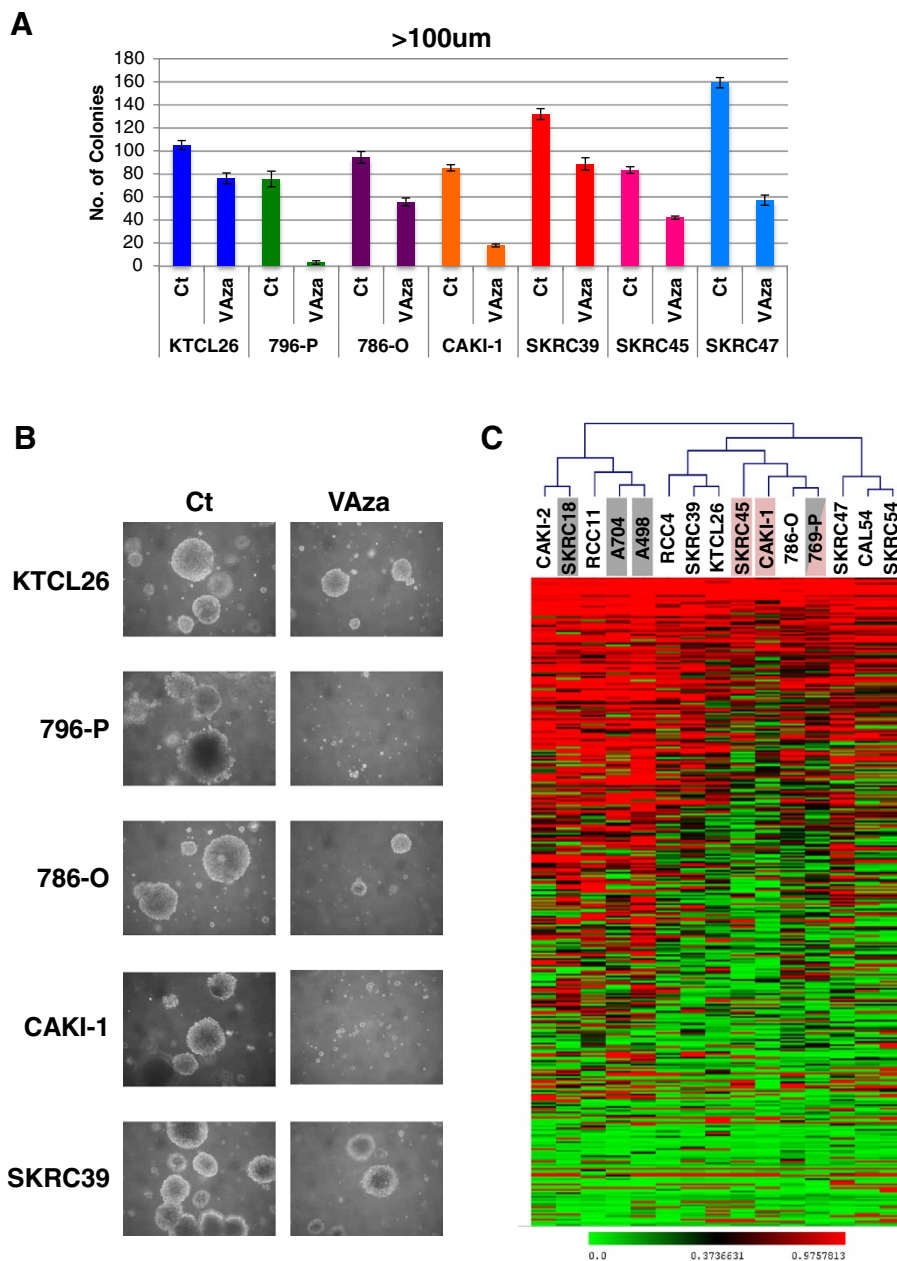 A
>100um
No. of Colonies
180
160
140
120
100
80
60
40
20
0
Ct
VAza
Ct
VAza
Ct
VAza
Ct
VAza
Ct
VAza
Ct
VAza
Ct
VAza
KTCL26
796-P
786-O
CAKI-1
SKRC39
SKRC45
SKRC47
B
Ct
VAza
KTCL26
796-P
786-O
CAKI-1
SKRC39
C
CAKI-2
SKRC18
RCC11
A704
A498
RCC4
SKRC39
KTCL26
SKRC45
CAKI-1
786-O
769-P
SKRC47
CAL54
SKRC54
0.0
0.3736631
0.9757813